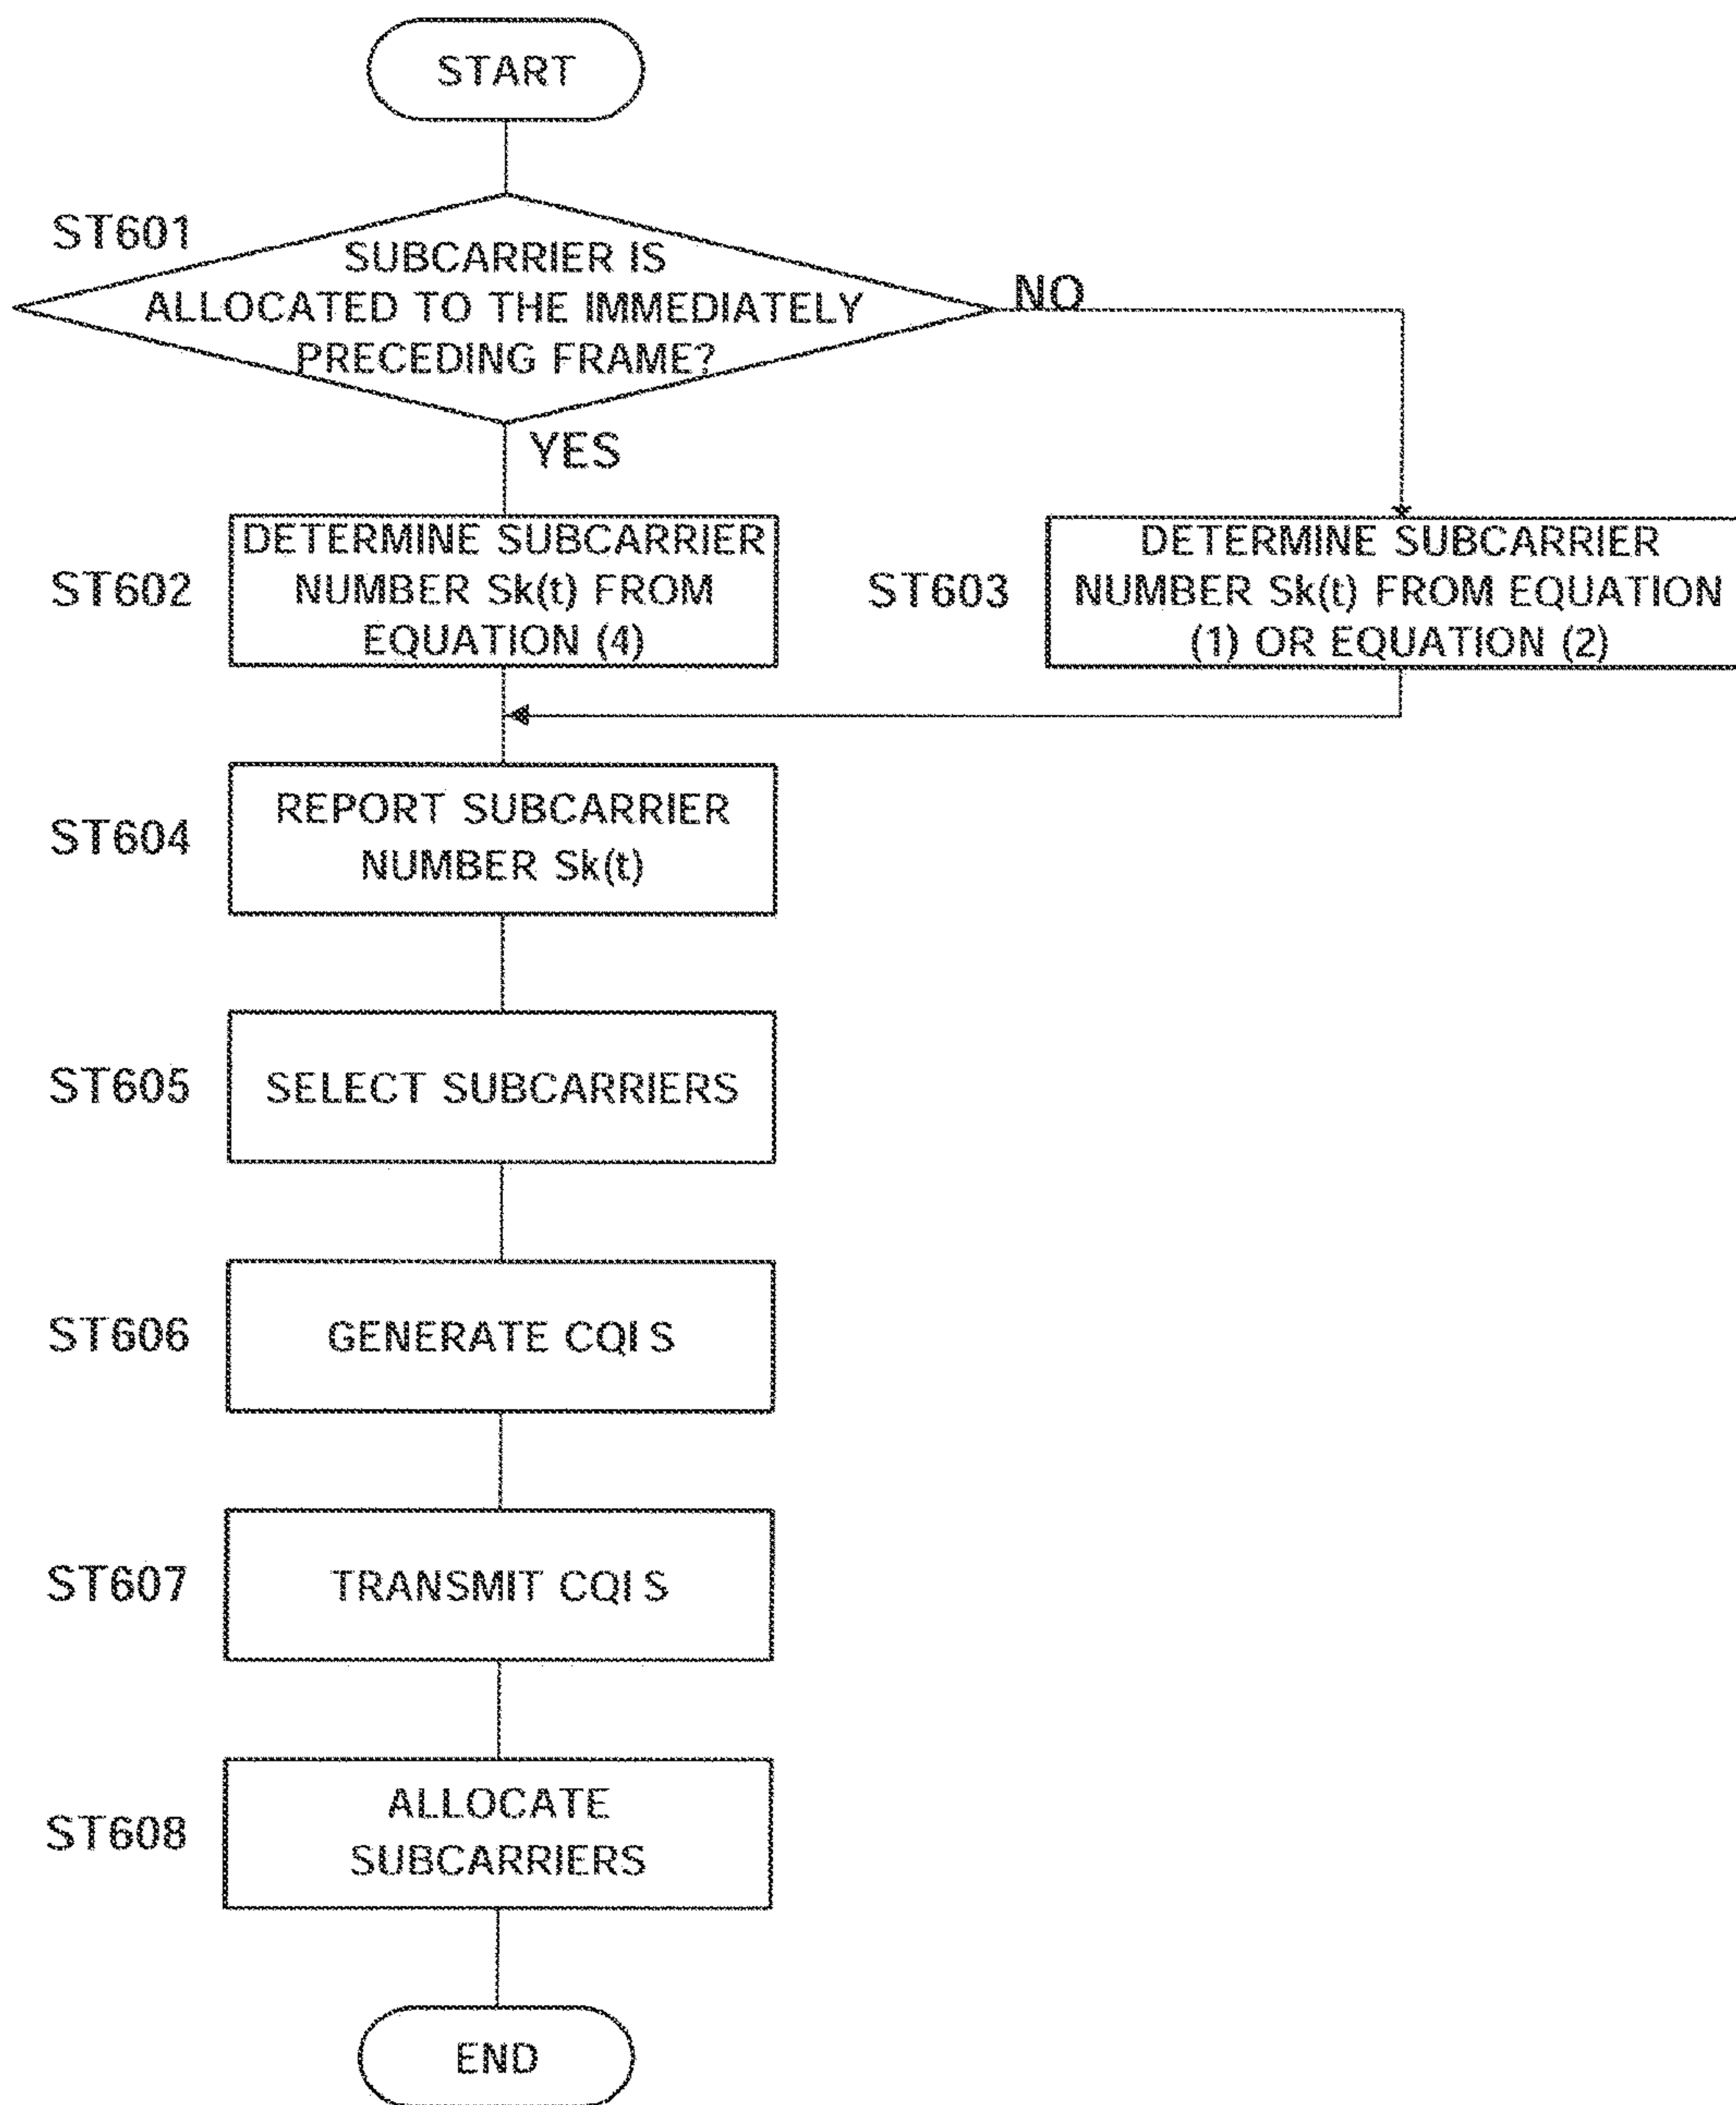 START
ST601
SUBCARRIER IS
ALLOCATED TO THE IMMEDIATELY
PRECEDING FRAME?
NO
YES
ST602
DETERMINE SUBCARRIER
NUMBER Sk(t) FROM
EQUATION (4)
ST603
DETERMINE SUBCARRIER
NUMBER Sk(t) FROM EQUATION
(1) OR EQUATION (2)
ST604
REPORT SUBCARRIER
NUMBER Sk(t)
ST605
SELECT SUBCARRIERS
ST606
GENERATE CQI S
ST607
TRANSMIT CQI S
ST608
ALLOCATE
SUBCARRIERS
END